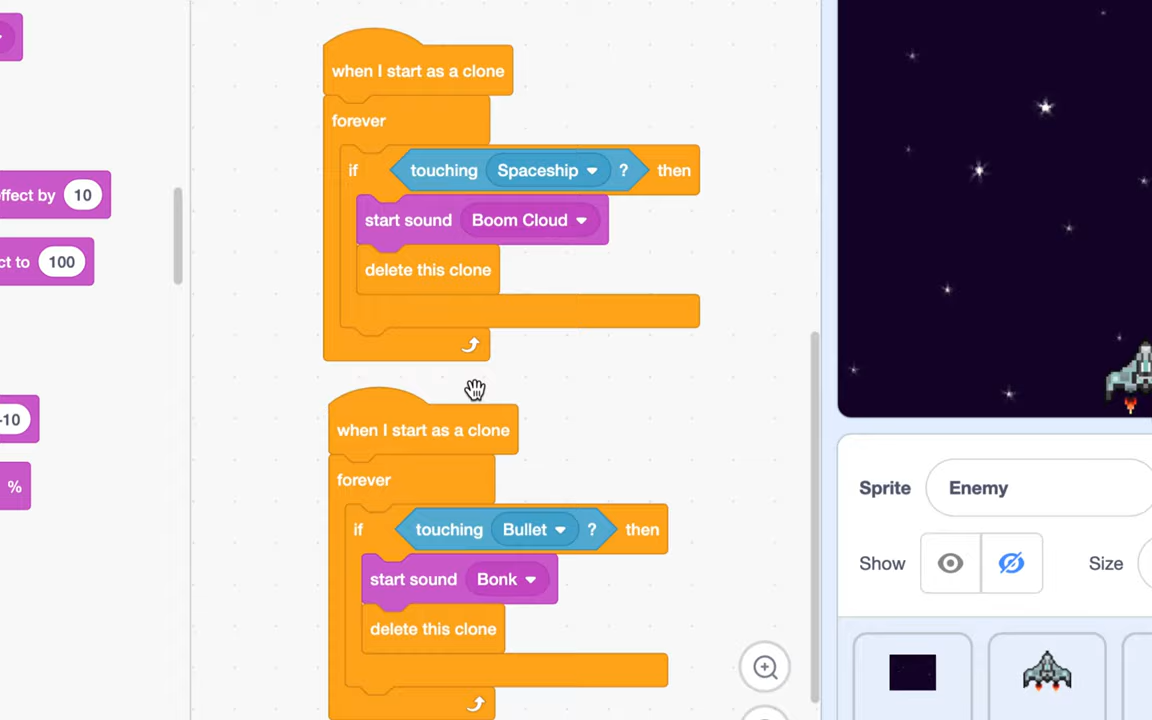 when I start as a clone
forever
if touching Spaceship ? then
start sound Boom Cloud
delete this clone
ffect by 10
ct to 100
-10
%
when I start as a clone
forever
if touching Bullet ? then
start sound Bonk
delete this clone
Sprite Enemy
Show Size